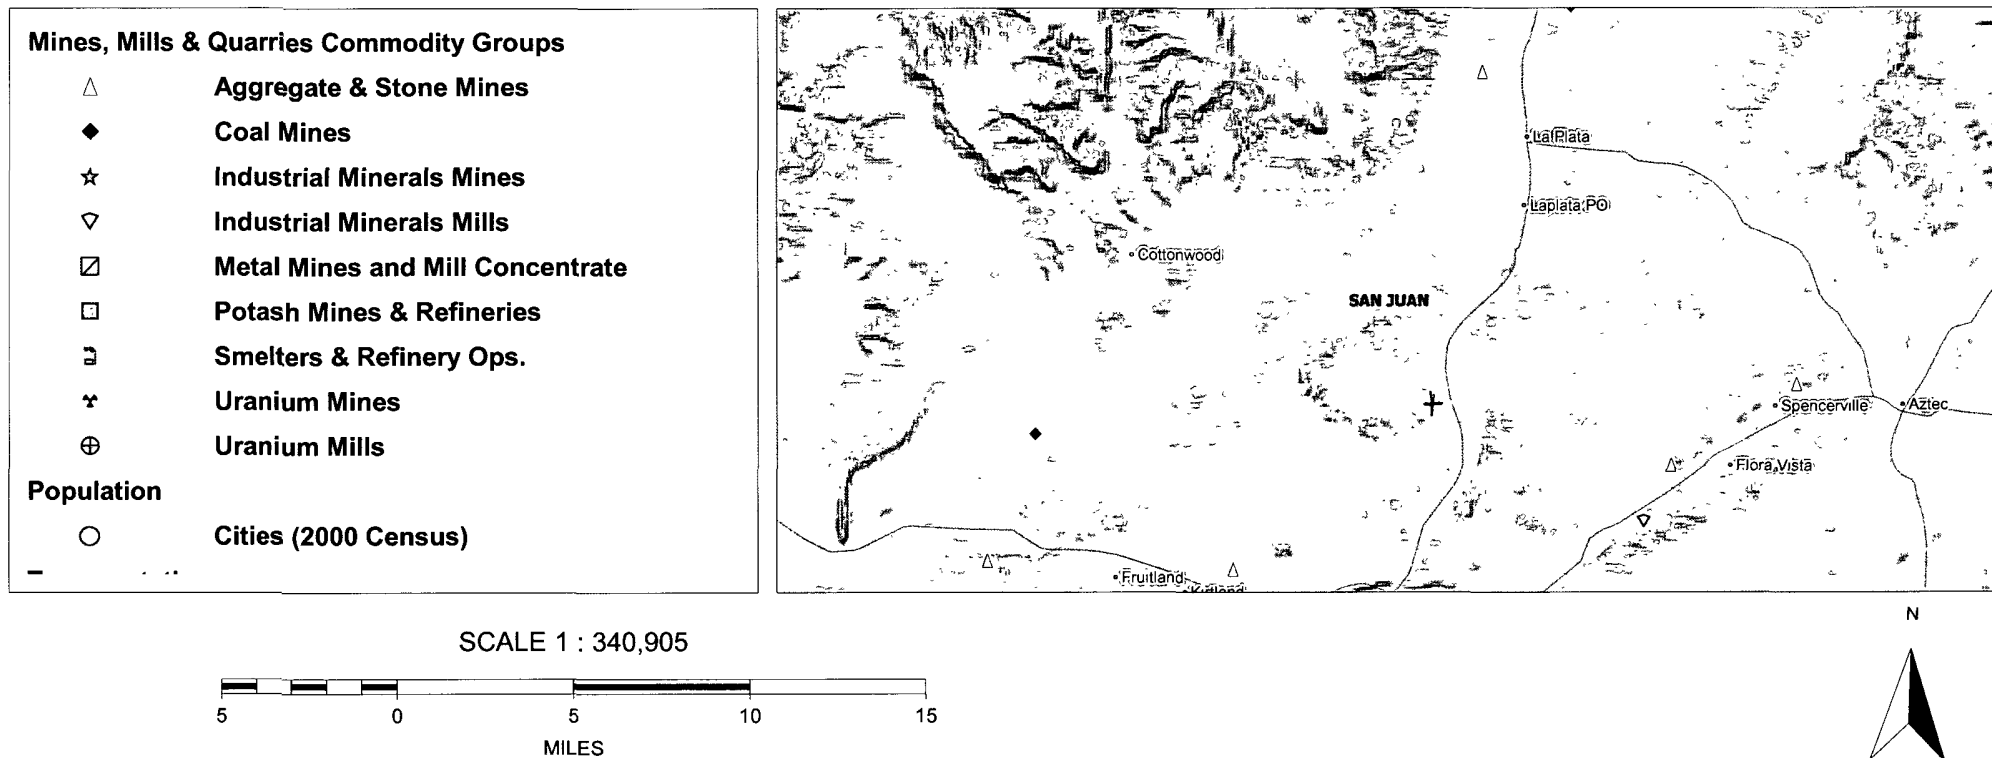 Mines, Mills & Quarries Commodity Groups
Aggregate & Stone Mines
Coal Mines
Industrial Minerals Mines
Industrial Minerals Mills
Metal Mines and Mill Concentrate
Potash Mines & Refineries
Smelters & Refinery Ops.
Uranium Mines
Uranium Mills
Population
Cities (2000 Census)
La Plata
Laplata PO
Cottonwood
SAN JUAN
Spencerville
Aztec
Flora Vista
Fruitland
Kirtland
SCALE 1 : 340,905
5 0 5 10 15
MILES
N